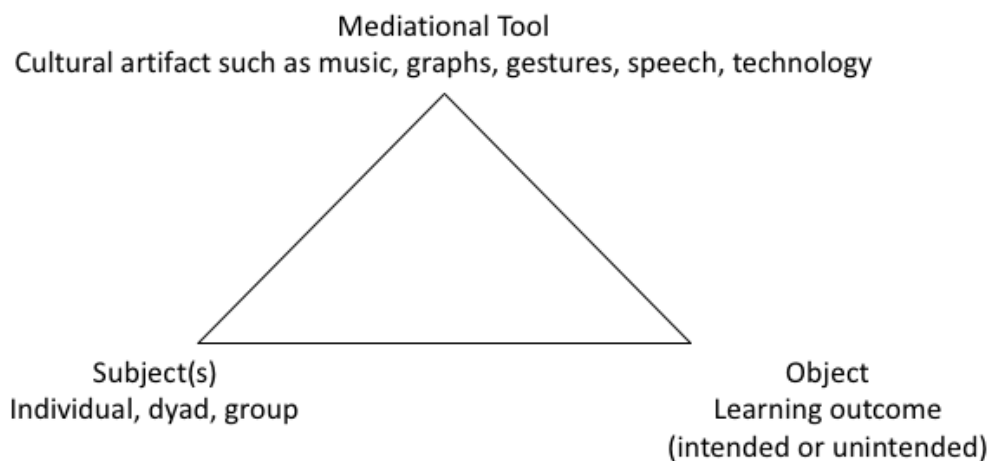 Mediational Tool
Cultural artifact such as music, graphs, gestures, speech, technology
Subject(s)
Individual, dyad, group
Object
Learning outcome
(intended or unintended)